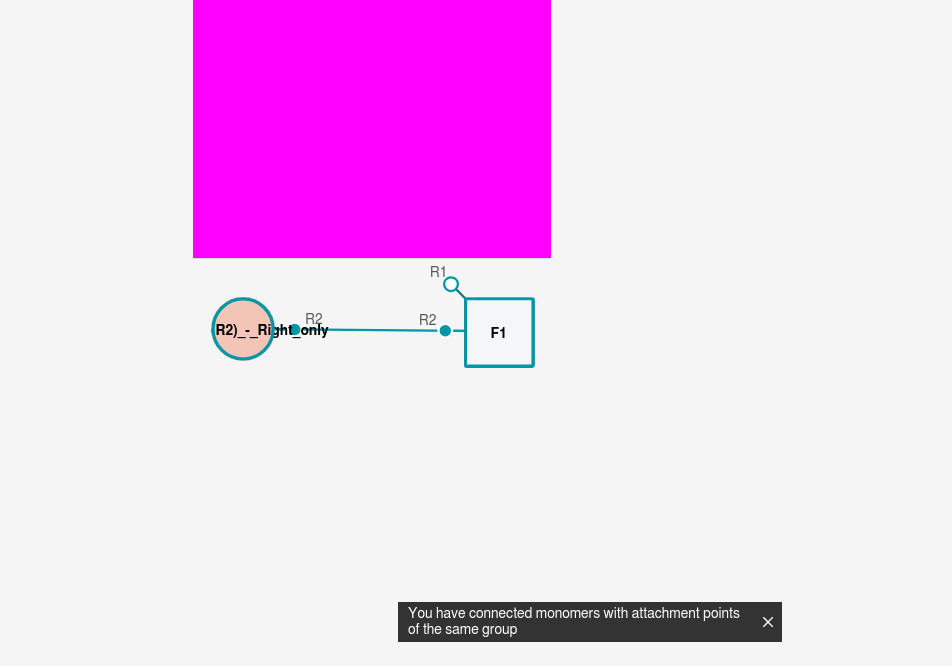 R1
R2
R2
R2)_-_Right_only
F1
You have connected monomers with attachment points
of the same group